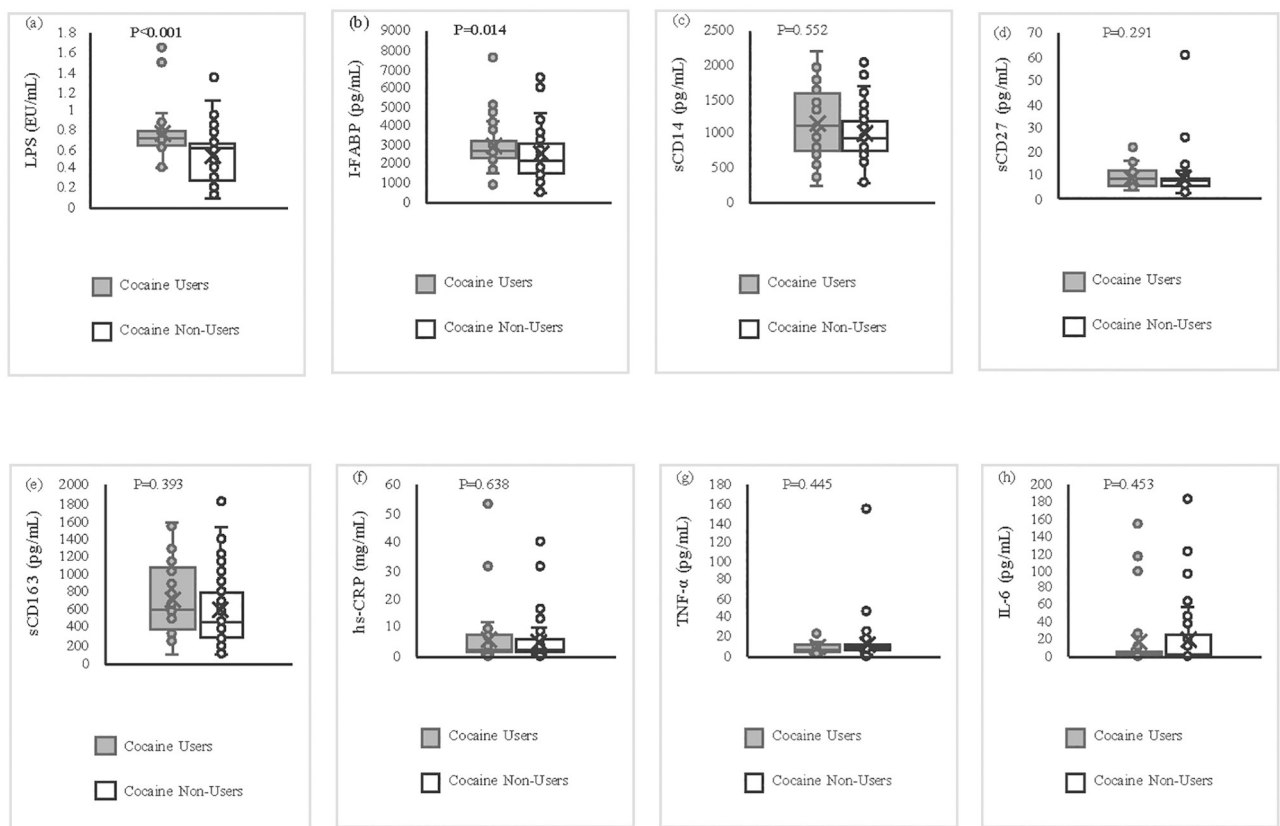 (a)
P<0.001
LPS (EU/mL)
1.8
1.6
1.4
1.2
1
0.8
0.6
0.4
0.2
0
Cocaine Users
Cocaine Non-Users
(b)
P=0.014
I-FABP (pg/mL)
9000
8000
7000
6000
5000
4000
3000
2000
1000
0
Cocaine Users
Cocaine Non-Users
(c)
P=0.552
sCD14 (pg/mL)
2500
2000
1500
1000
500
0
Cocaine Users
Cocaine Non-Users
(d)
P=0.291
sCD27 (pg/mL)
70
60
50
40
30
20
10
0
Cocaine Users
Cocaine Non-Users
(e)
P=0.393
sCD163 (pg/mL)
2000
1800
1600
1400
1200
1000
800
600
400
200
0
Cocaine Users
Cocaine Non-Users
(f)
P=0.638
hs-CRP (mg/mL)
60
50
40
30
20
10
0
Cocaine Users
Cocaine Non-Users
(g)
P=0.445
TNF-α (pg/mL)
180
160
140
120
100
80
60
40
20
0
Cocaine Users
Cocaine Non-Users
(h)
P=0.453
IL-6 (pg/mL)
200
180
160
140
120
100
80
60
40
20
0
Cocaine Users
Cocaine Non-Users